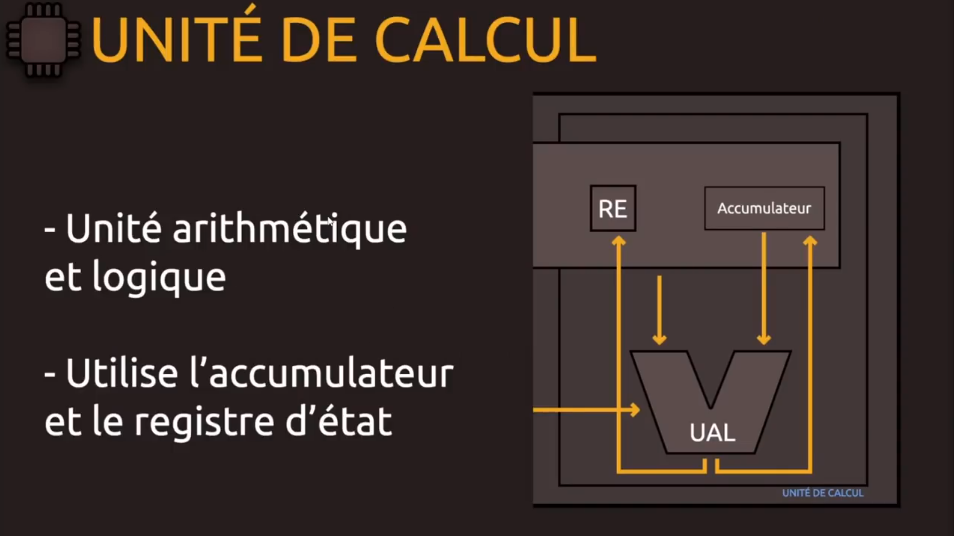 UNITÉ DE CALCUL
- Unité arithmétique
et logique
- Utilise l’accumulateur
et le registre d’état
RE
Accumulateur
UAL
UNITÉ DE CALCUL